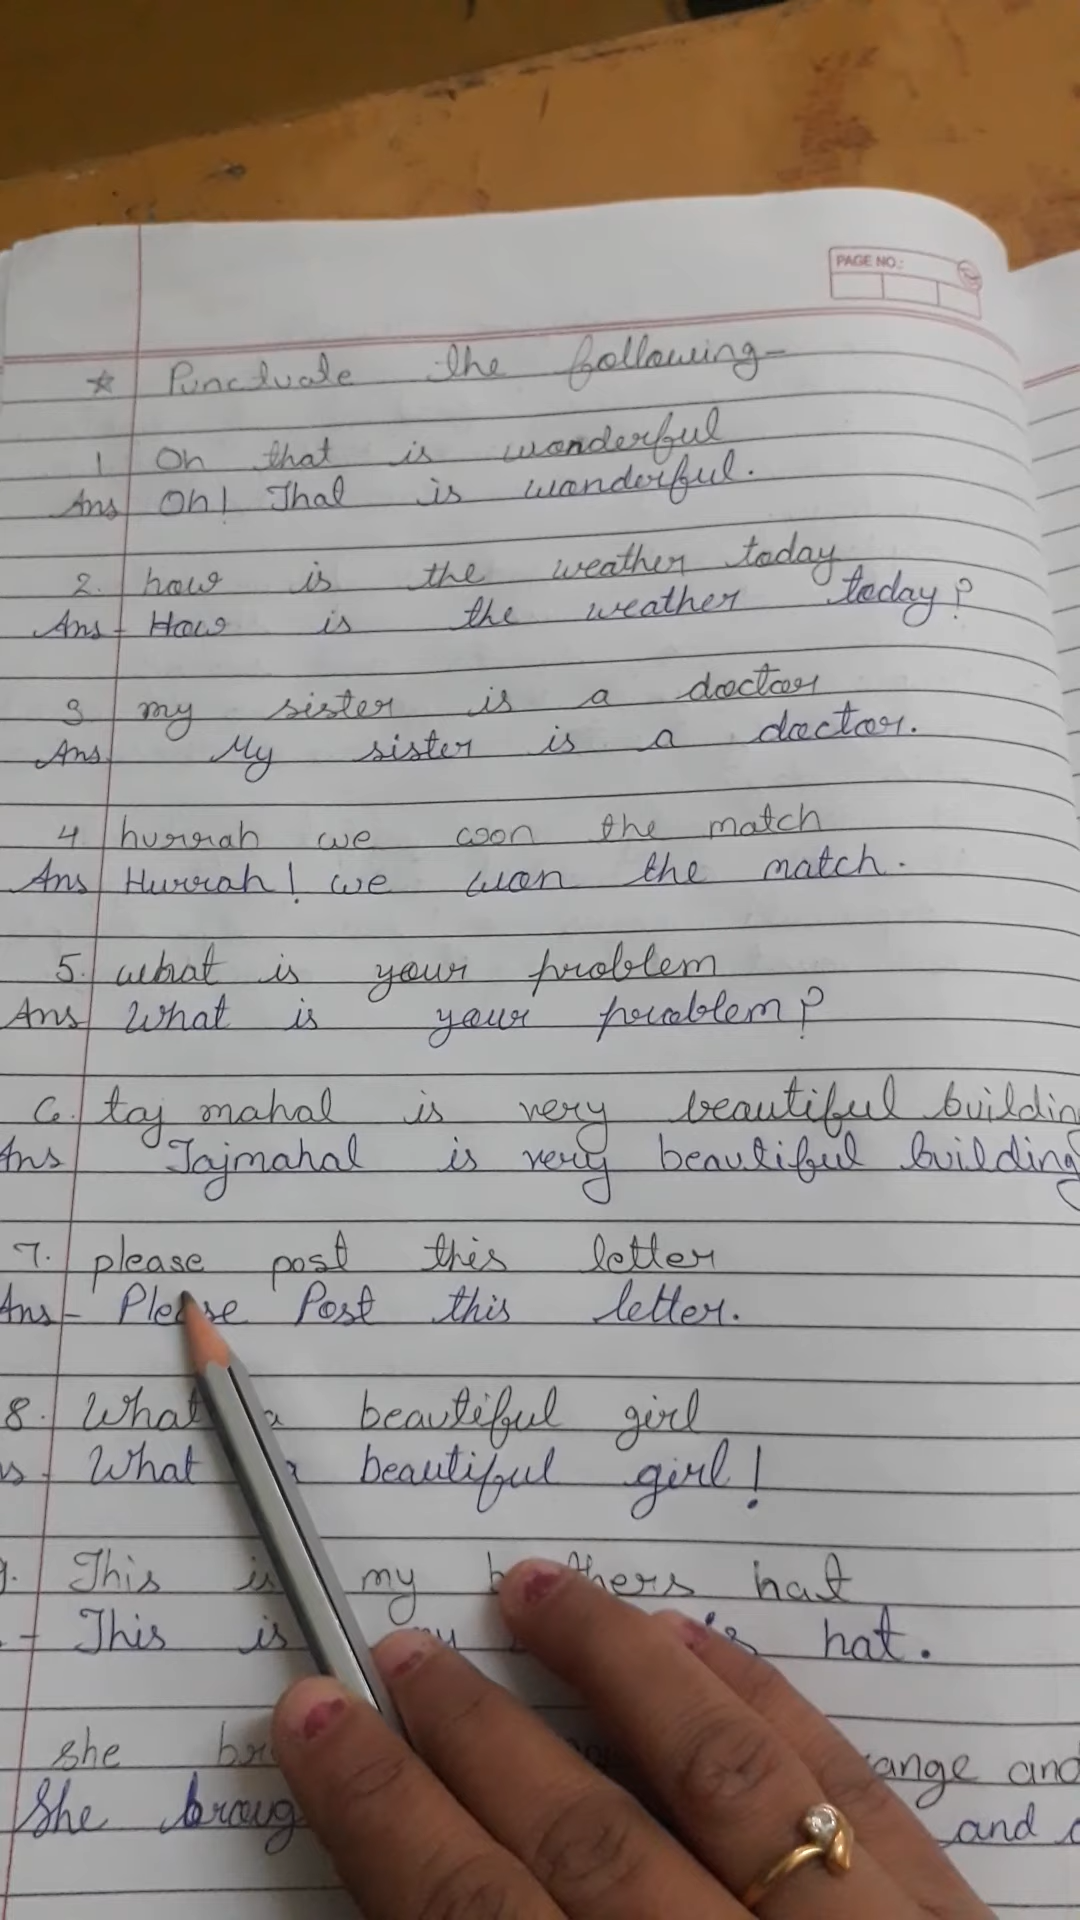 PAGE NO.:
* Punctuate the following-
1 Oh that is wonderful
Ans Oh! That is wonderful.
2. how is the weather today
Ans- How is the weather today?
3 my sister is a doctor
Ans My sister is a doctor.
4 hurrah we won the match
Ans Hurrah! we won the match.
5. what is your problem
Ans What is your problem?
6. taj mahal is very beautiful building
Ans Tajmahal is very beautiful building
7. please post this letter
Ans- Please Post this letter.
8. What a beautiful girl
What beautiful girl!
This is my hat
- This is hat.
she and
She and